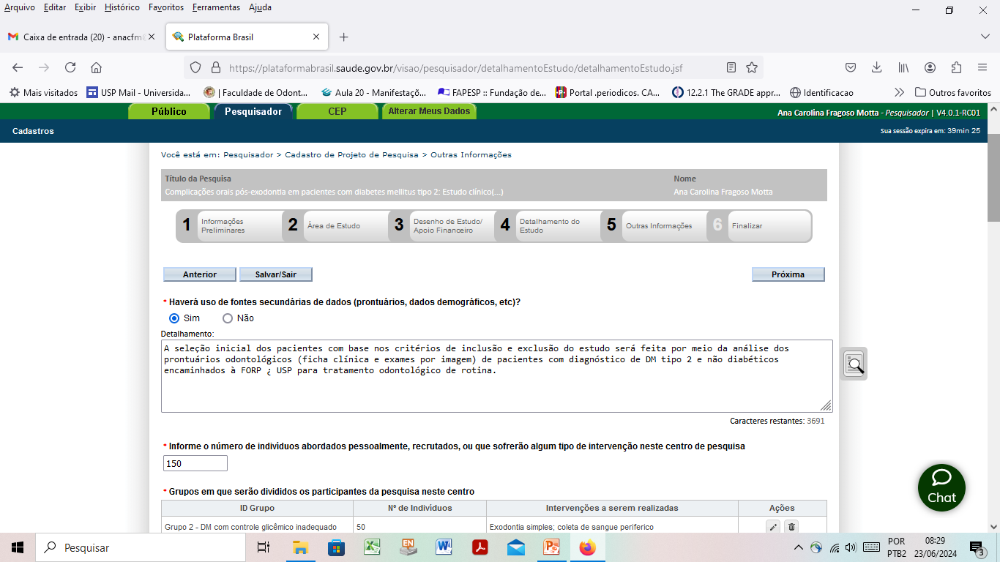 Arquivo Editar Exibir Histórico Favoritos Ferramentas Ajuda
Caixa de entrada (20) - anacfm
Plataforma Brasil
https://plataformabrasil.saude.gov.br/visao/pesquisador/detalhamentoEstudo/detalhamentoEstudo.jsf
Mais visitados USP Mail - Universida... | Faculdade de Odont... Aula 20 - Manifestaçõ... FAPESP :: Fundação de... Portal .periodicos. CA... 12.2.1 The GRADE appr... Identificacao Outros favoritos
Público Pesquisador CEP Alterar Meus Dados Ana Carolina Fragoso Motta - Pesquisador | V4.0.1-RC01
Cadastros Sua sessão expira em: 39min 25
Você está em: Pesquisador > Cadastro de Projeto de Pesquisa > Outras Informações
Título da Pesquisa Nome
Complicações orais pós-exodontia em pacientes com diabetes mellitus tipo 2: Estudo clínico(...) Ana Carolina Fragoso Motta
1 Informações Preliminares 2 Área de Estudo 3 Desenho de Estudo/ Apoio Financeiro 4 Detalhamento do Estudo 5 Outras Informações 6 Finalizar
Anterior Salvar/Sair Próxima
* Haverá uso de fontes secundárias de dados (prontuários, dados demográficos, etc)?
Sim Não
Detalhamento:
A seleção inicial dos pacientes com base nos critérios de inclusão e exclusão do estudo será feita por meio da análise dos
prontuários odontológicos (ficha clínica e exames por imagem) de pacientes com diagnóstico de DM tipo 2 e não diabéticos
encaminhados à FORP ¿ USP para tratamento odontológico de rotina.
Caracteres restantes: 3691
* Informe o número de indivíduos abordados pessoalmente, recrutados, ou que sofrerão algum tipo de intervenção neste centro de pesquisa
150
* Grupos em que serão divididos os participantes da pesquisa neste centro
ID Grupo Nº de Indivíduos Intervenções a serem realizadas Ações
Grupo 2 - DM com controle glicêmico inadequado 50 Exodontia simples; coleta de sangue periferico
Chat
Pesquisar
EN
POR 08:29
PTB2 23/06/2024
3